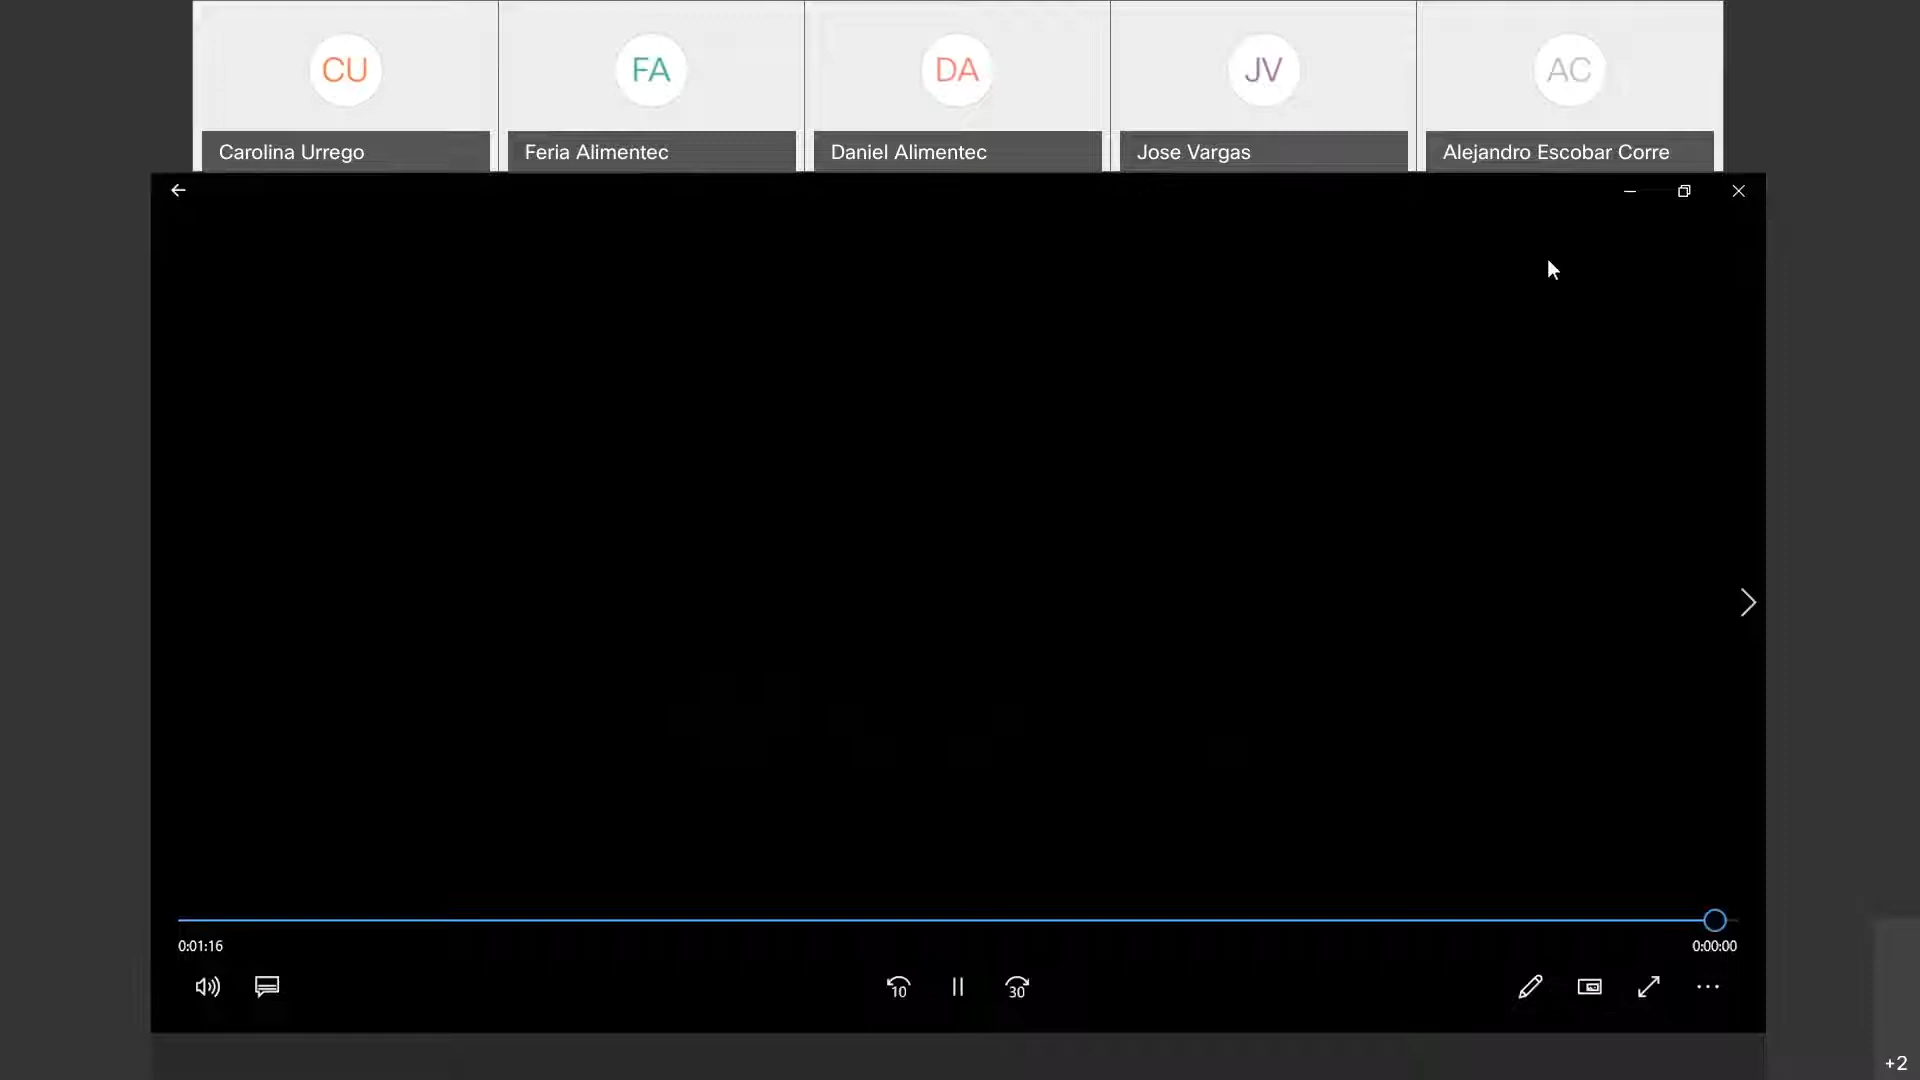 CU
FA
DA
JV
AC
Carolina Urrego
Feria Alimentec
Daniel Alimentec
Jose Vargas
Alejandro Escobar Corre
0:01:16
0:00:00
10
30
+2